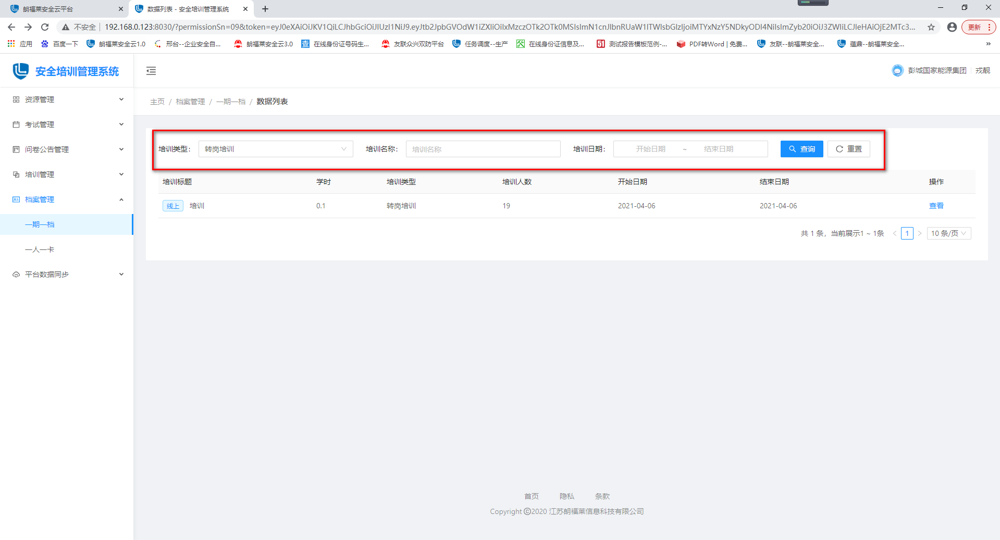 朗福莱安全云平台
数据列表 - 安全培训管理系统
不安全
192.168.0.123:8030/?permissionSn=09&token=eyJ0eXAiOiJKV1QiLCJhbGciOiJIUzI1NiJ9.eyJtb2JpbGVOdW1iZXIiOiIxMzczOTk2OTk0MSIsImN1cnJlbnRUaW1lTWlsbGlzIjoiMTYxNzY5NDkyODI4NiIsImZyb20iOiJ3ZWIiLCJleHAiOjE2MTc3...
更新
应用
百度一下
朗福莱安全云1.0
邢台--企业安全自...
朗福莱安全云3.0
查
在线身份证号码生...
友联众兴双防平台
任务调度--生产
在线身份证信息及...
51
测试报告模板范例-...
PDF转Word | 免费...
友联--朗福莱安全...
蕴鼎--朗福莱安全...
»
安全培训管理系统
彭城国家能源集团
戎靓
资源管理
考试管理
问卷公告管理
培训管理
档案管理
一期一档
一人一卡
平台数据同步
主页 / 档案管理 / 一期一档 / 数据列表
培训类型: 转岗培训 培训名称: 培训名称 培训日期: 开始日期 ~ 结束日期 查询 重置
培训标题 学时 培训类型 培训人数 开始日期 结束日期 操作
线上 培训 0.1 转岗培训 19 2021-04-06 2021-04-06 查看
共 1 条，当前展示1 ~ 1条 < 1 > 10 条/页
首页 隐私 条款
Copyright ©2020 江苏朗福莱信息科技有限公司